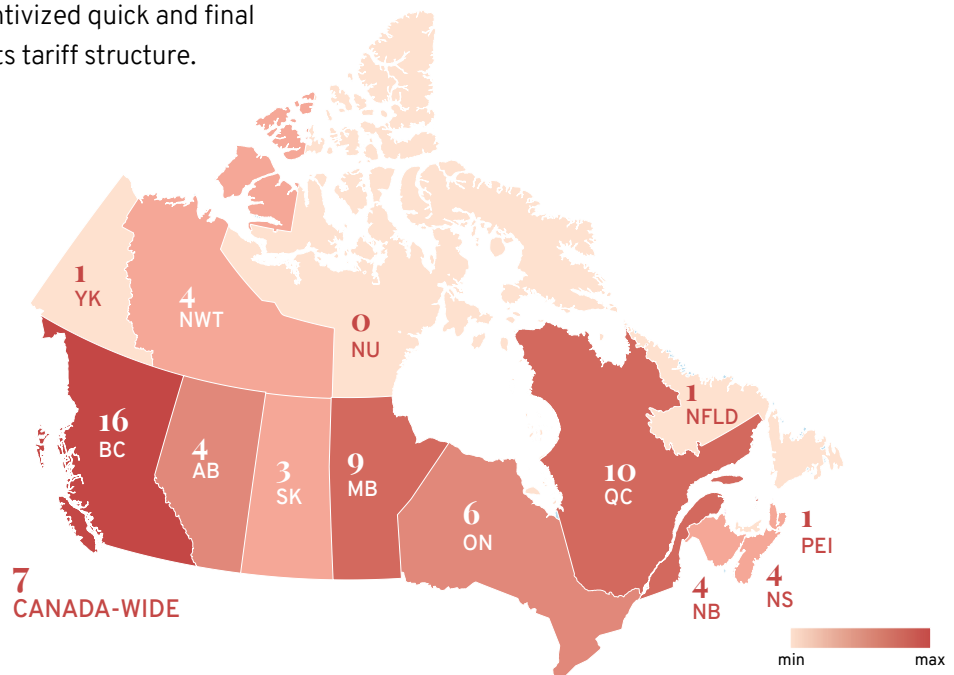 ntivized quick and final
ts tariff structure.
1
YK
4
NWT
0
NU
1
NFLD
16
BC
4
AB
3
SK
9
MB
6
ON
10
QC
1
PEI
4
NB
4
NS
7
CANADA-WIDE
min max